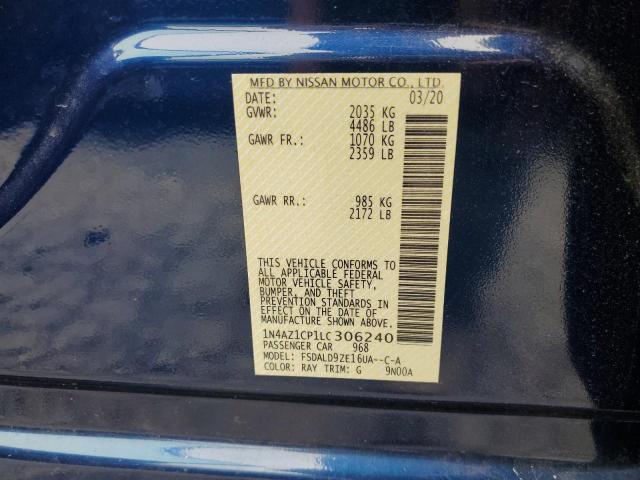 MFD BY NISSAN MOTOR CO., LTD.
DATE: 03/20
GVWR: 2035 KG
4486 LB
GAWR FR.: 1070 KG
2359 LB
GAWR RR.: 985 KG
2172 LB
THIS VEHICLE CONFORMS TO
ALL APPLICABLE FEDERAL
MOTOR VEHICLE SAFETY,
BUMPER, AND THEFT
PREVENTION STANDARDS IN
EFFECT ON THE DATE OF
MANUFACTURE SHOWN ABOVE.
1N4AZ1CP1LC306240
PASSENGER CAR 968
MODEL: FSDALD9ZE16UA--C-A
COLOR: RAY TRIM: G 9N00A